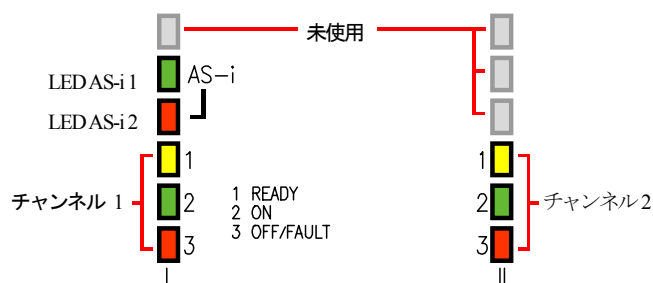 未使用
LED AS-i 1
AS-i
LED AS-i 2
1
1
チャンネル 1
2
1 READY
2 ON
3 OFF/FAULT
2
チャンネル 2
3
3
I
II